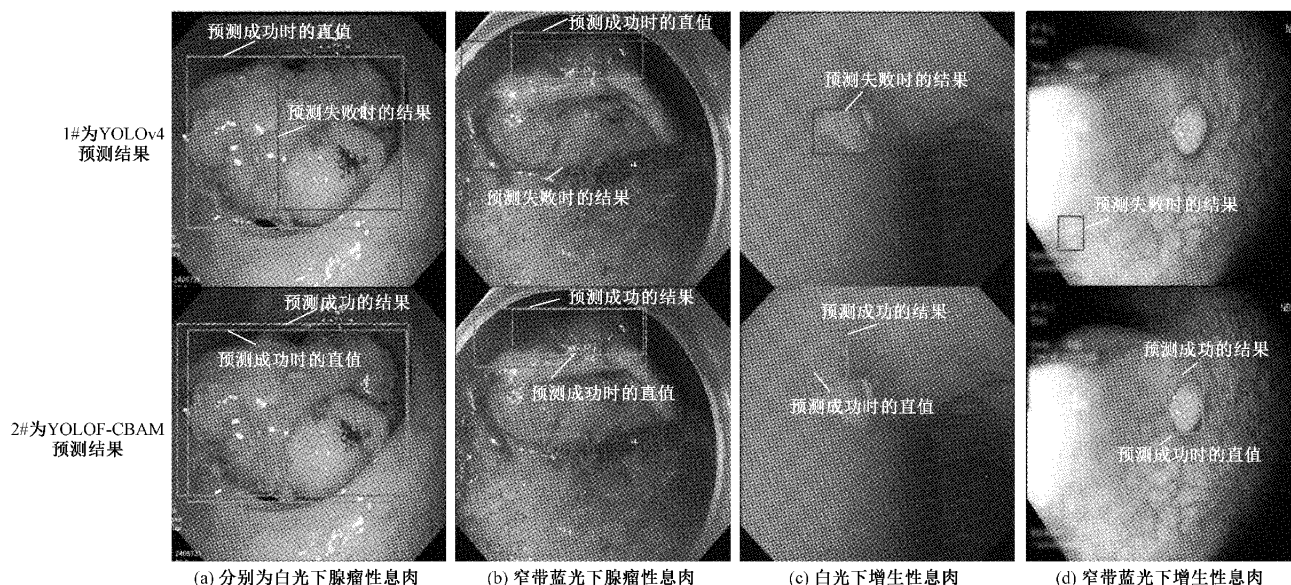 预测成功时的直值
预测失败时的结果
1#为YOLOv4
预测结果
预测成功时的直值
预测失败时的结果
预测失败时的结果
预测失败时的结果
预测成功的结果
预测成功时的直值
2#为YOLOF-CBAM
预测结果
预测成功的结果
预测成功时的直值
预测成功的结果
预测成功时的直值
预测成功的结果
预测成功时的直值
(a) 分别为白光下腺瘤性息肉
(b) 窄带蓝光下腺瘤性息肉
(c) 白光下增生性息肉
(d) 窄带蓝光下增生性息肉